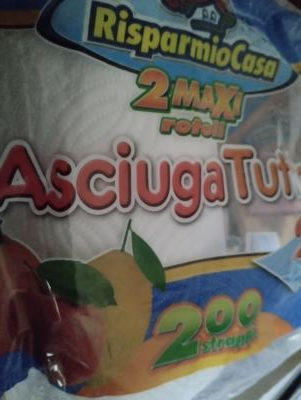 RisparmioCasa
2 MAXI
rotoli
AsciugaTut
200
strappi